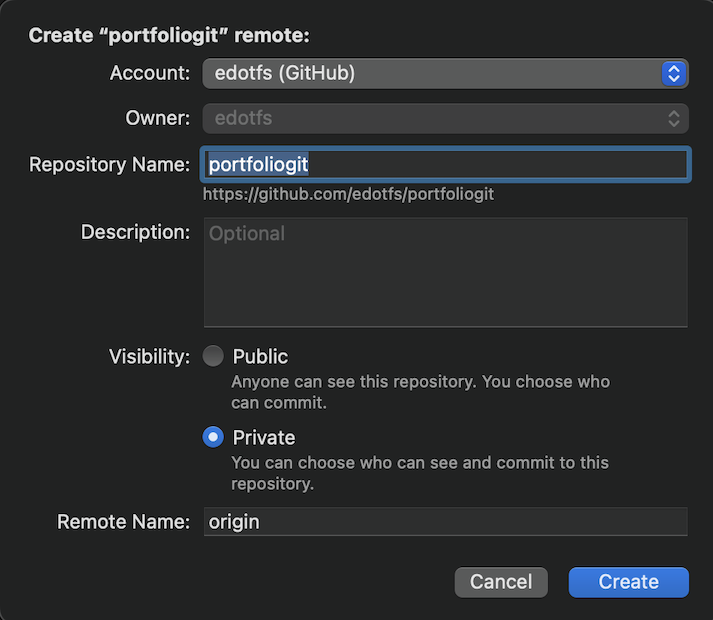 Create “portfoliogit” remote:
Account: edotfs (GitHub)
Owner: edotfs
Repository Name: portfoliogit
https://github.com/edotfs/portfoliogit
Description: Optional
Visibility: Public
Anyone can see this repository. You choose who
can commit.
Private
You can choose who can see and commit to this
repository.
Remote Name: origin
Cancel Create